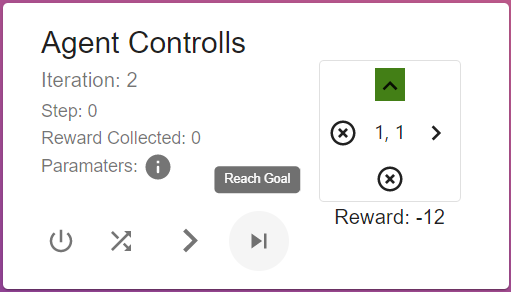 Agent Controlls
Iteration: 2
Step: 0
Reward Collected: 0
Paramaters:
Reach Goal
1, 1
Reward: -12